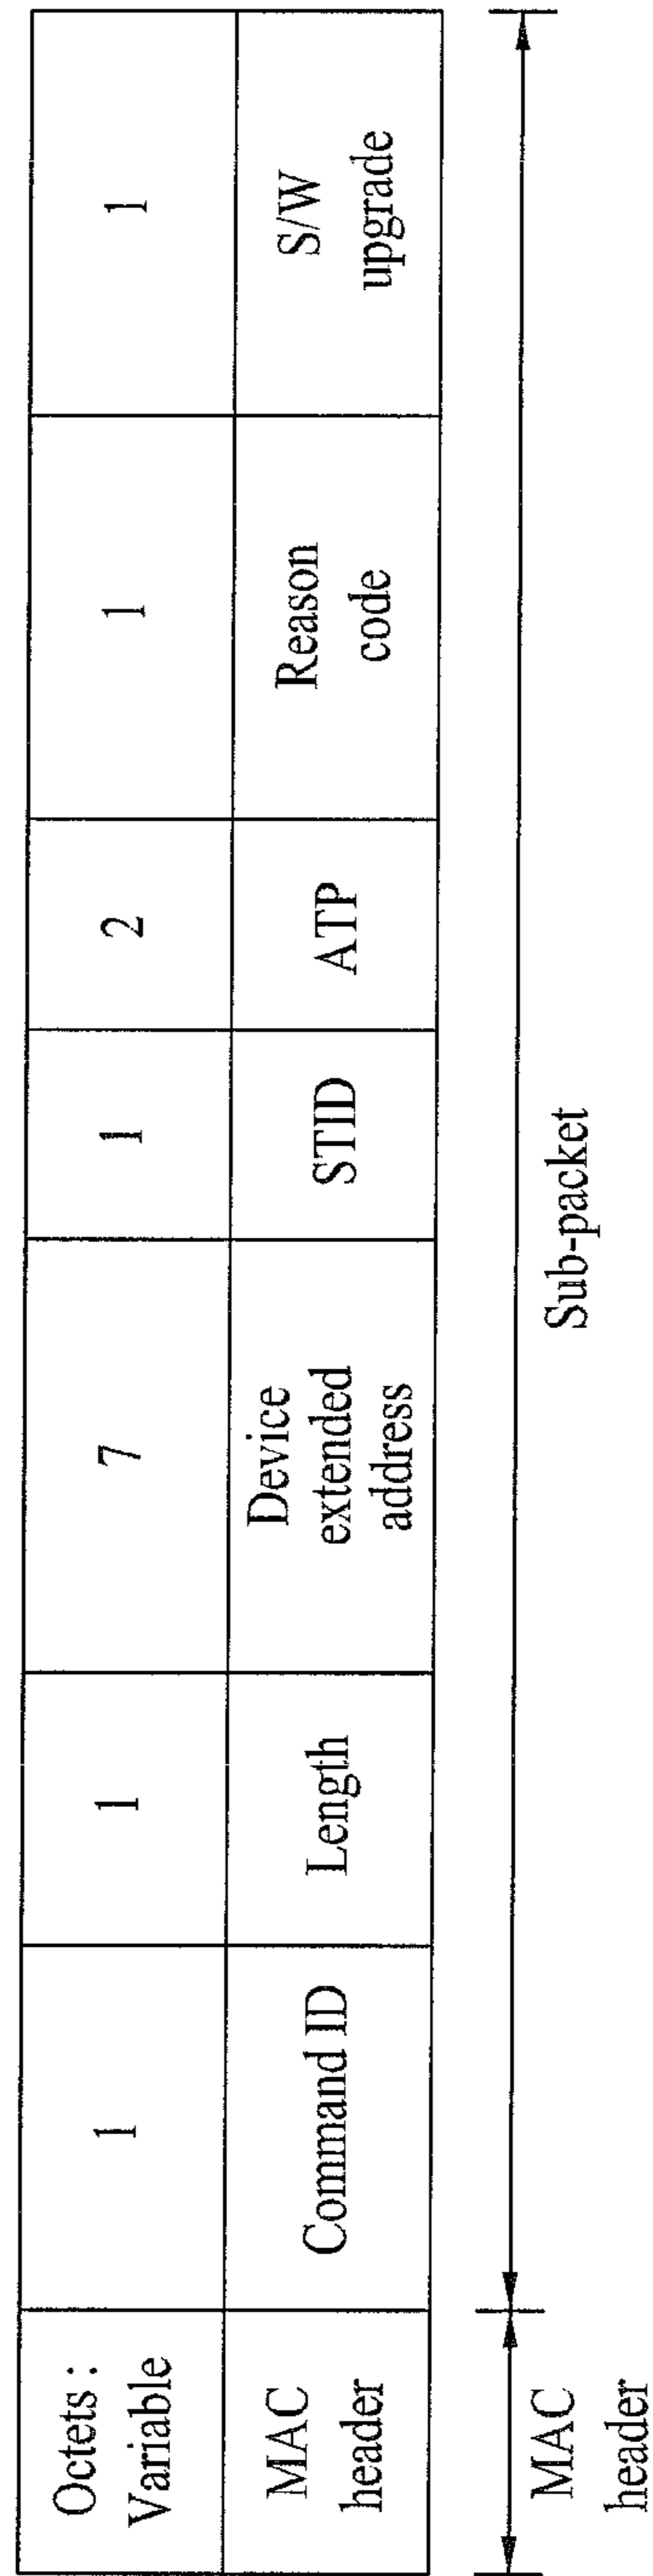 Octets :
Variable
1
1
7
1
2
1
1
MAC
header
Command ID
Length
Device
extended
address
STID
ATP
Reason
code
S/W
upgrade
MAC
header
Sub-packet